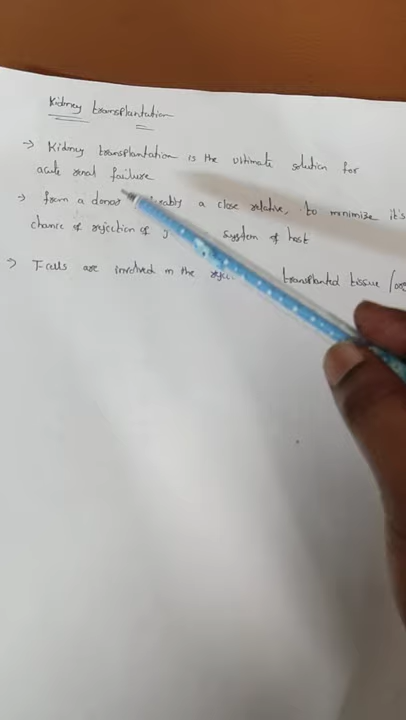 Kidney transplantation
→ Kidney transplantation is the ultimate solution for
acute renal failure
→ from a donor a close relative, to minimize it's
chance of rejection of system of host
→ T-cells are involved in the transplanted tissue